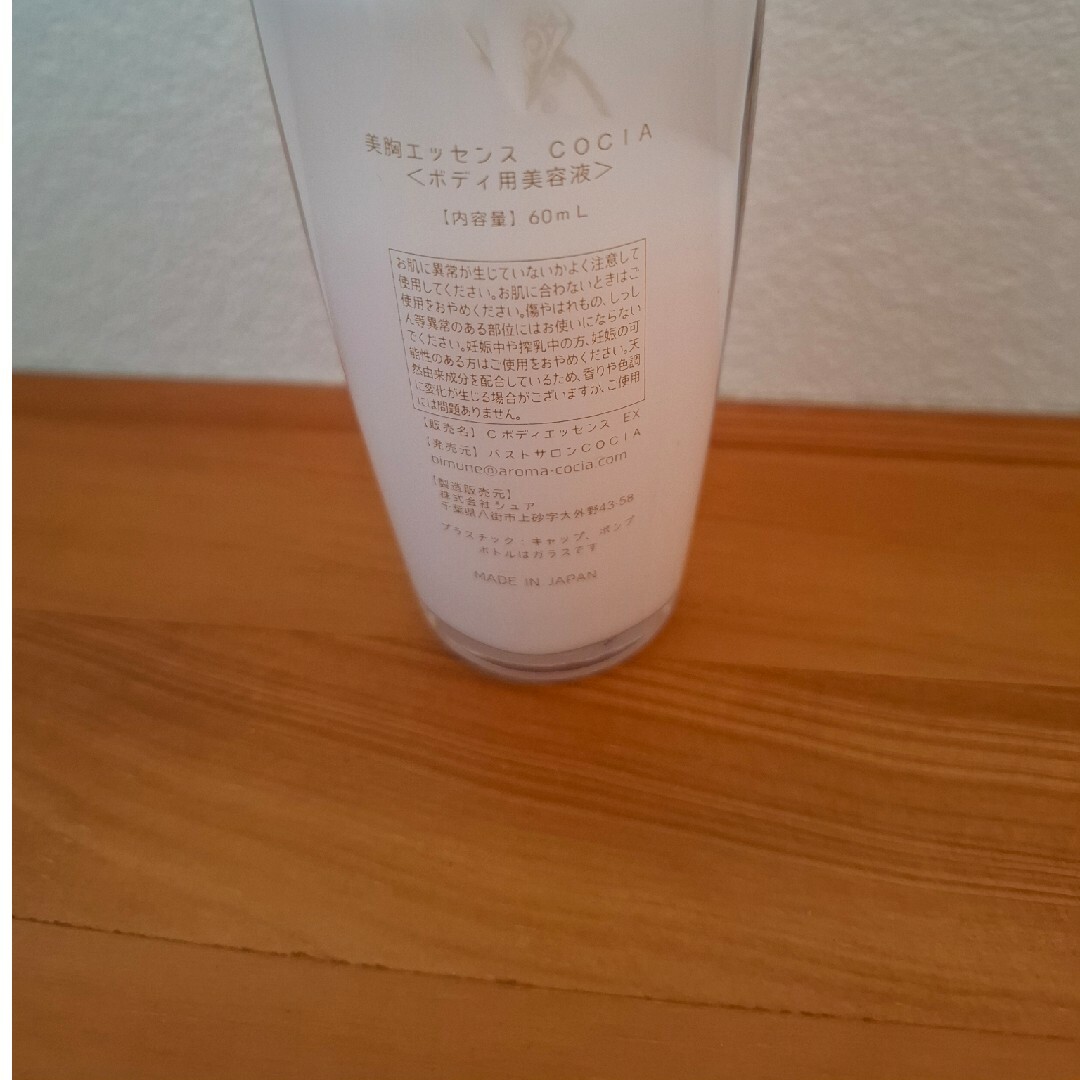 美胸エッセンス　COCIA
＜ボディ用美容液＞
【内容量】60mL
お肌に異常が生じていないかよく注意して
使用してください。お肌に合わないときはご
使用をおやめください。傷やはれもの、しっし
ん等異常のある部位にはお使いにならない
でください。妊娠中や搾乳中の方、妊娠の可
能性のある方はご使用をおやめください。天
然由来成分を配合しているため、香りや色調
に変化が生じる場合がございますが、ご使用
には問題ありません。
【販売名】Cボディエッセンス　EX
【発売元】バストサロンCOCIA
bimune@aroma-cocia.com
【製造販売元】
株式会社シュア
千葉県八街市上砂字大外野43-58
プラスチック：キャップ、ポンプ
ボトルはガラスです
MADE IN JAPAN